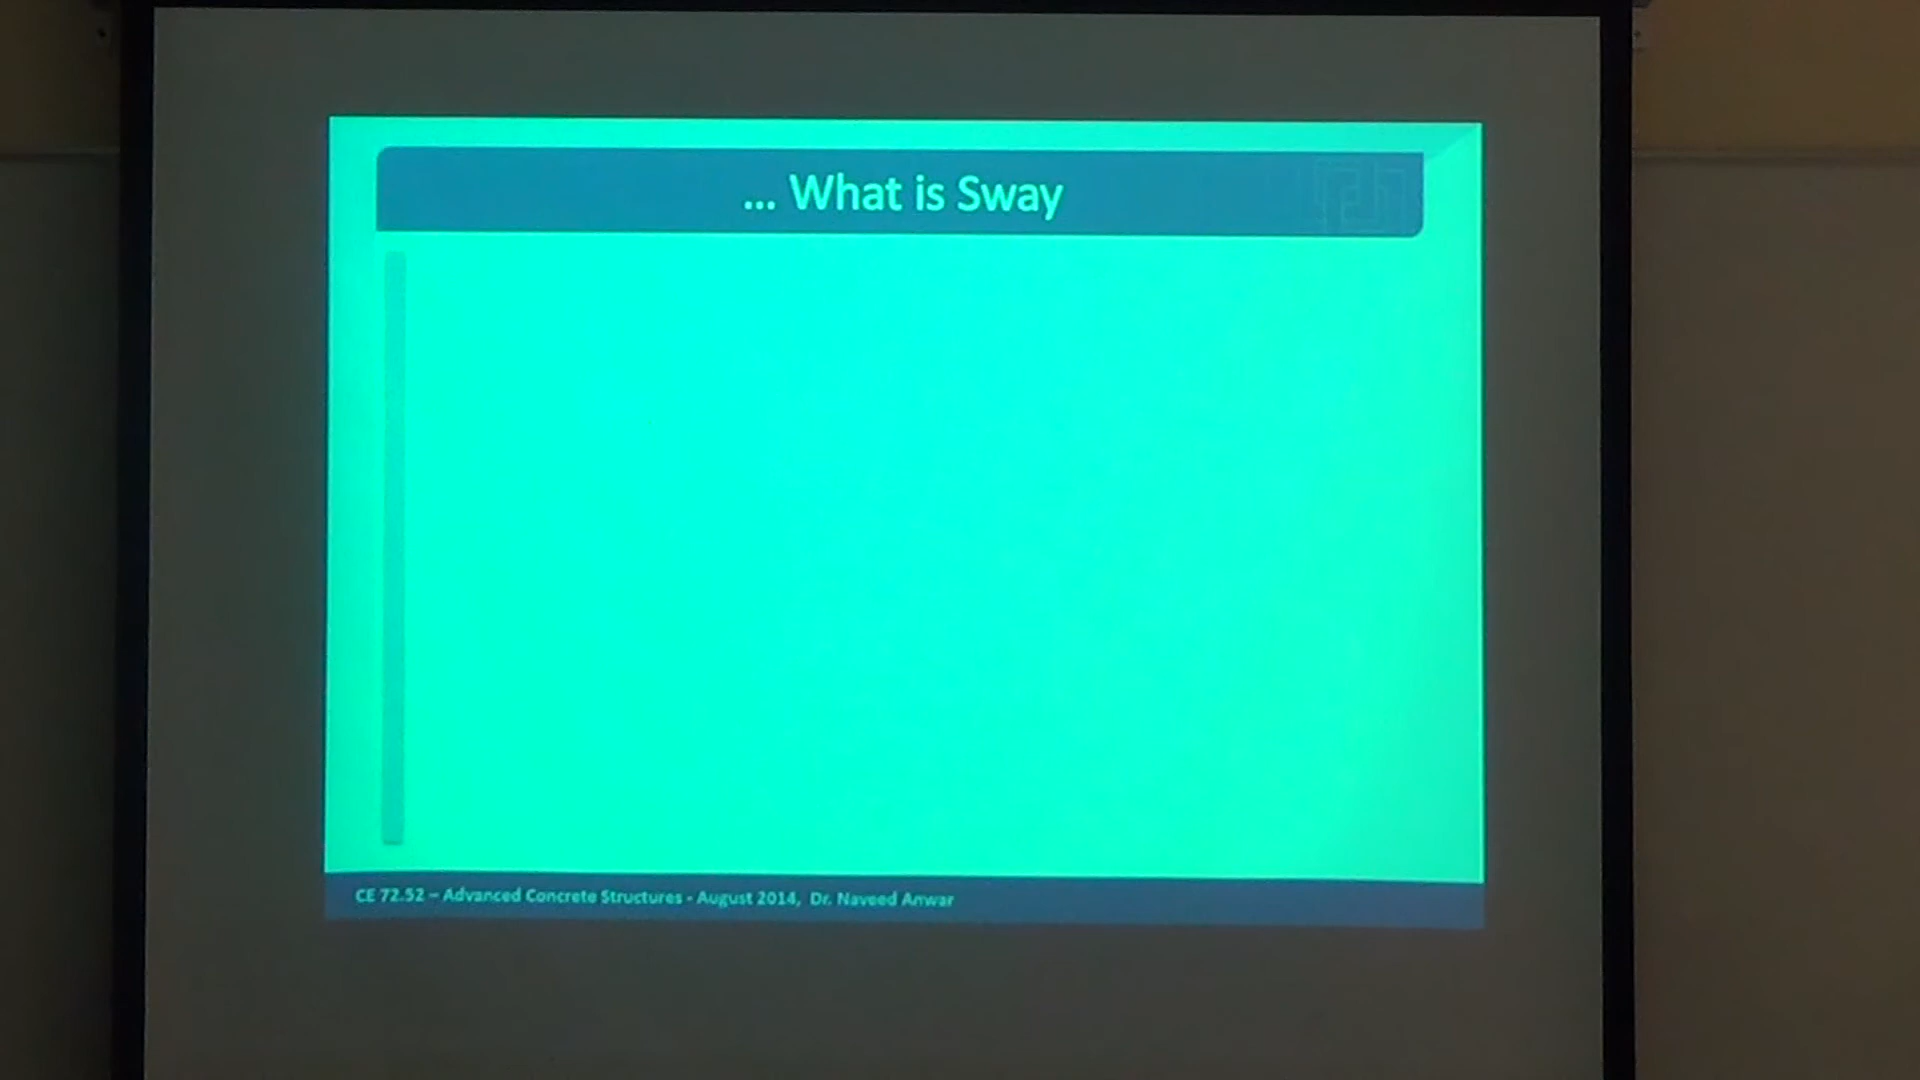 ... What is Sway
CE 72.52 – Advanced Concrete Structures - August 2014, Dr. Naveed Anwar